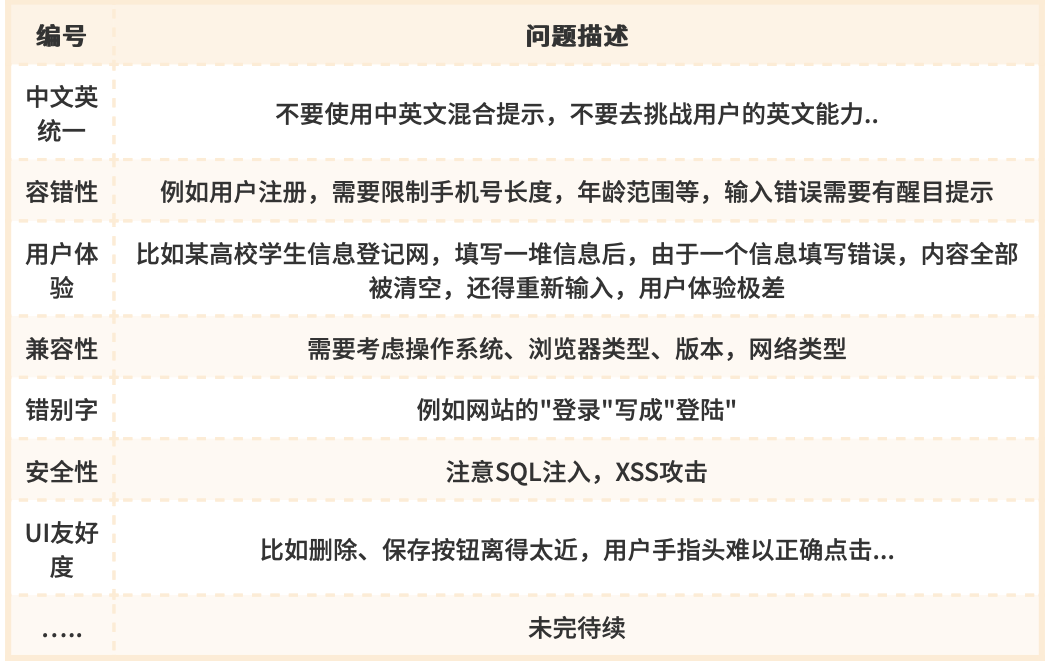 编号
问题描述
中文英
统一
不要使用中英文混合提示，不要去挑战用户的英文能力..
容错性
例如用户注册，需要限制手机号长度，年龄范围等，输入错误需要有醒目提示
用户体
验
比如某高校学生信息登记网，填写一堆信息后，由于一个信息填写错误，内容全部
被清空，还得重新输入，用户体验极差
兼容性
需要考虑操作系统、浏览器类型、版本，网络类型
错别字
例如网站的"登录"写成"登陆"
安全性
注意SQL注入，XSS攻击
UI友好
度
比如删除、保存按钮离得太近，用户手指头难以正确点击...
…..
未完待续